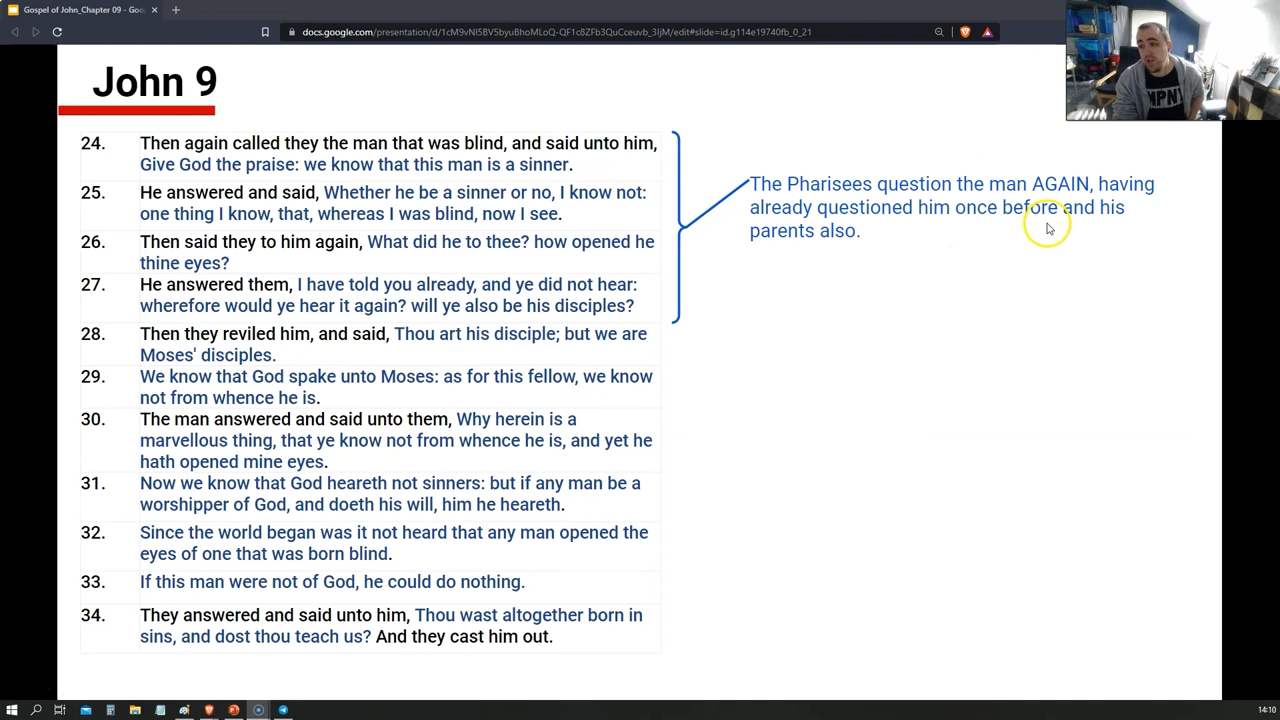 Gospel of John_Chapter 09 - Goo
docs.google.com/presentation/d/1cM9vNI5BV5byuBhoMLoQ-QF1c8ZFb3QuCceuvb_3IjM/edit#slide=id.g114e19740fb_0_21
John 9
24. Then again called they the man that was blind, and said unto him,
Give God the praise: we know that this man is a sinner.
25. He answered and said, Whether he be a sinner or no, I know not:
one thing I know, that, whereas I was blind, now I see.
26. Then said they to him again, What did he to thee? how opened he
thine eyes?
27. He answered them, I have told you already, and ye did not hear:
wherefore would ye hear it again? will ye also be his disciples?
28. Then they reviled him, and said, Thou art his disciple; but we are
Moses' disciples.
29. We know that God spake unto Moses: as for this fellow, we know
not from whence he is.
30. The man answered and said unto them, Why herein is a
marvellous thing, that ye know not from whence he is, and yet he
hath opened mine eyes.
31. Now we know that God heareth not sinners: but if any man be a
worshipper of God, and doeth his will, him he heareth.
32. Since the world began was it not heard that any man opened the
eyes of one that was born blind.
33. If this man were not of God, he could do nothing.
34. They answered and said unto him, Thou wast altogether born in
sins, and dost thou teach us? And they cast him out.
The Pharisees question the man AGAIN, having
already questioned him once before and his
parents also.
14:10